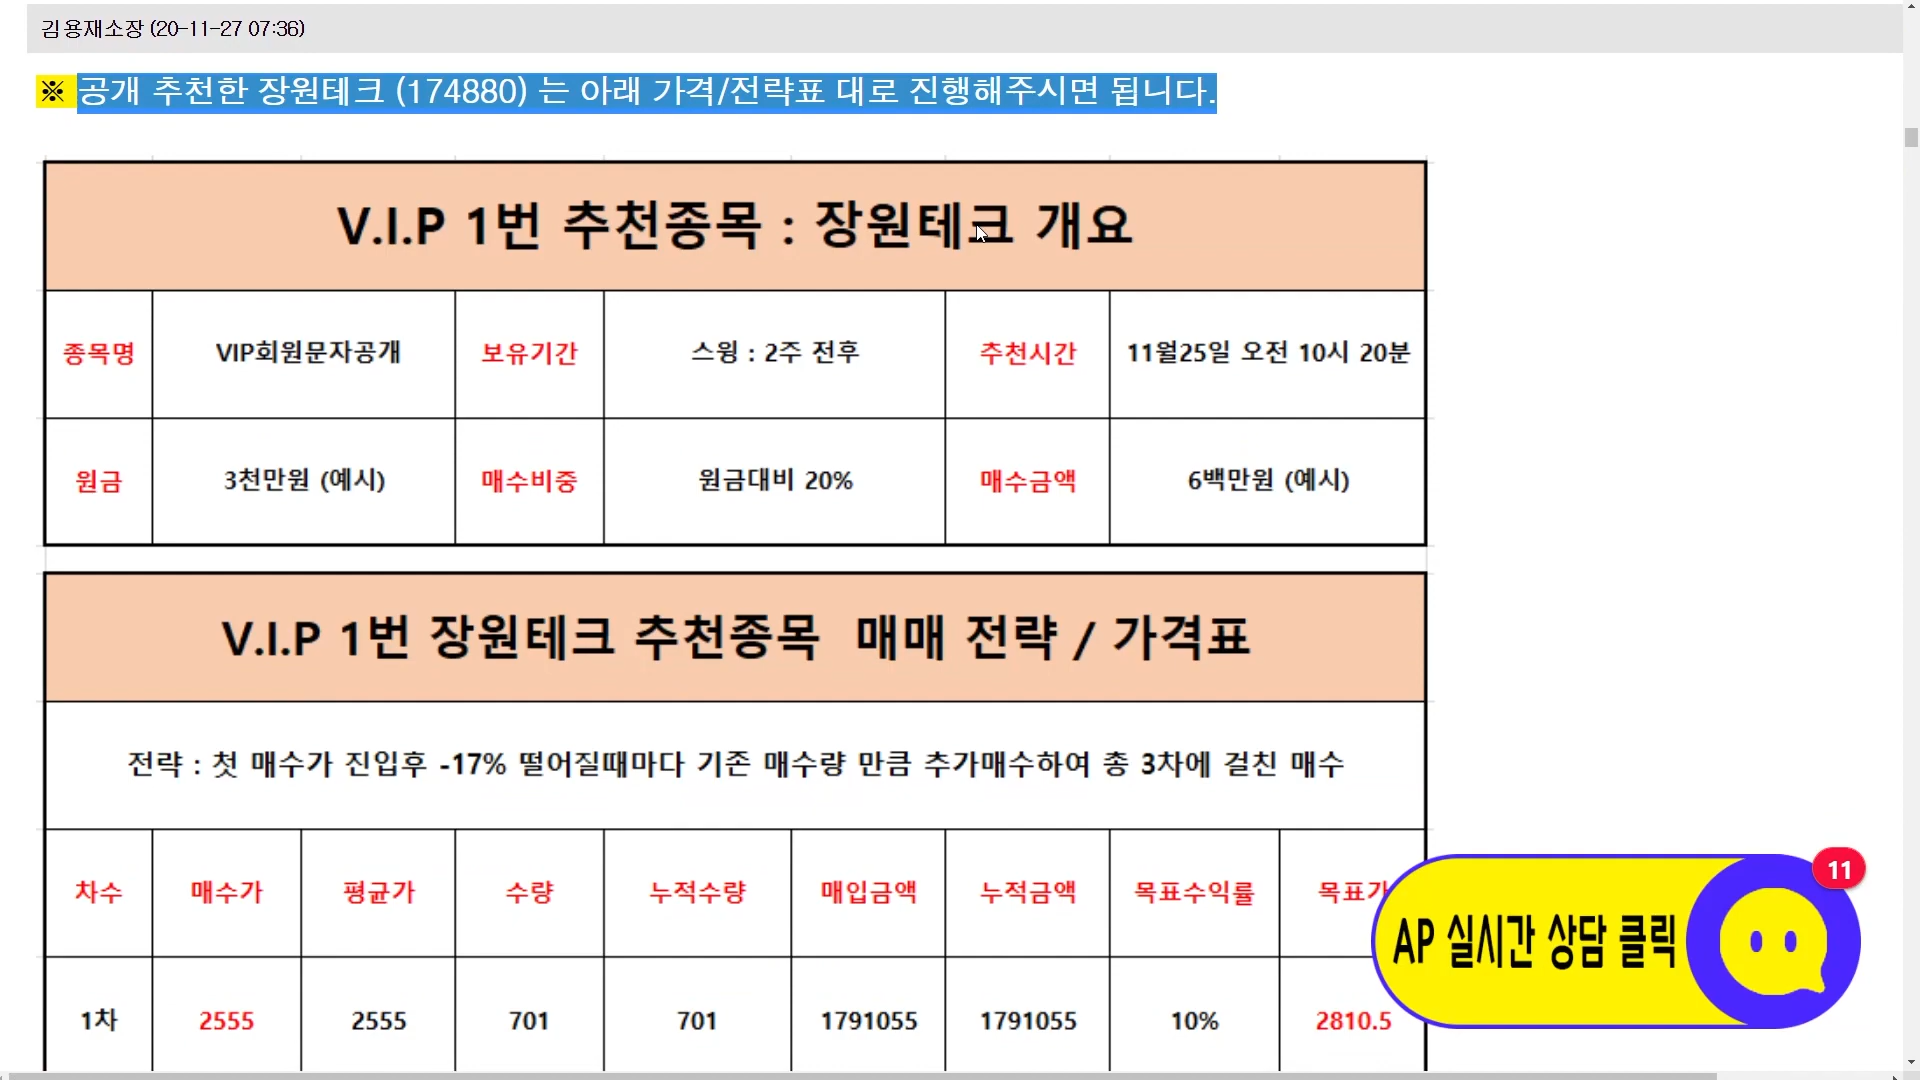 김용재소장 (20-11-27 07:36)
※ 공개 추천한 장원테크 (174880) 는 아래 가격/전략표 대로 진행해주시면 됩니다.
V.I.P 1번 추천종목 : 장원테크 개요
종목명 VIP회원문자공개 보유기간 스윙 : 2주 전후 추천시간 11월25일 오전 10시 20분
원금 3천만원 (예시) 매수비중 원금대비 20% 매수금액 6백만원 (예시)
V.I.P 1번 장원테크 추천종목 매매 전략 / 가격표
전략 : 첫 매수가 진입후 -17% 떨어질때마다 기존 매수량 만큼 추가매수하여 총 3차에 걸친 매수
차수 매수가 평균가 수량 누적수량 매입금액 누적금액 목표수익률 목표가
1차 2555 2555 701 701 1791055 1791055 10% 2810.5
11
AP 실시간 상담 클릭